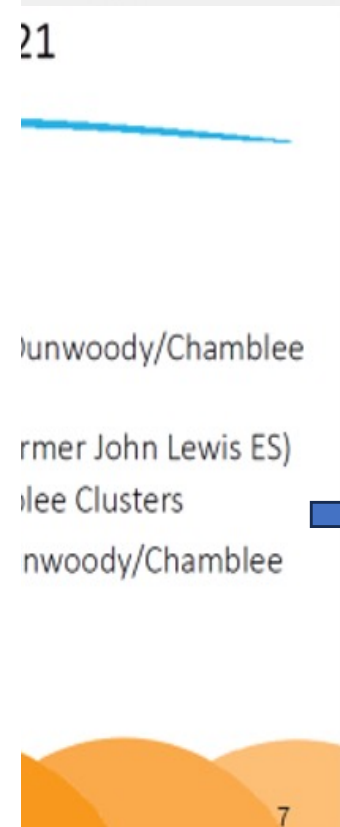 21
Dunwoody/Chamblee
rmer John Lewis ES)
lee Clusters
nwoody/Chamblee
7